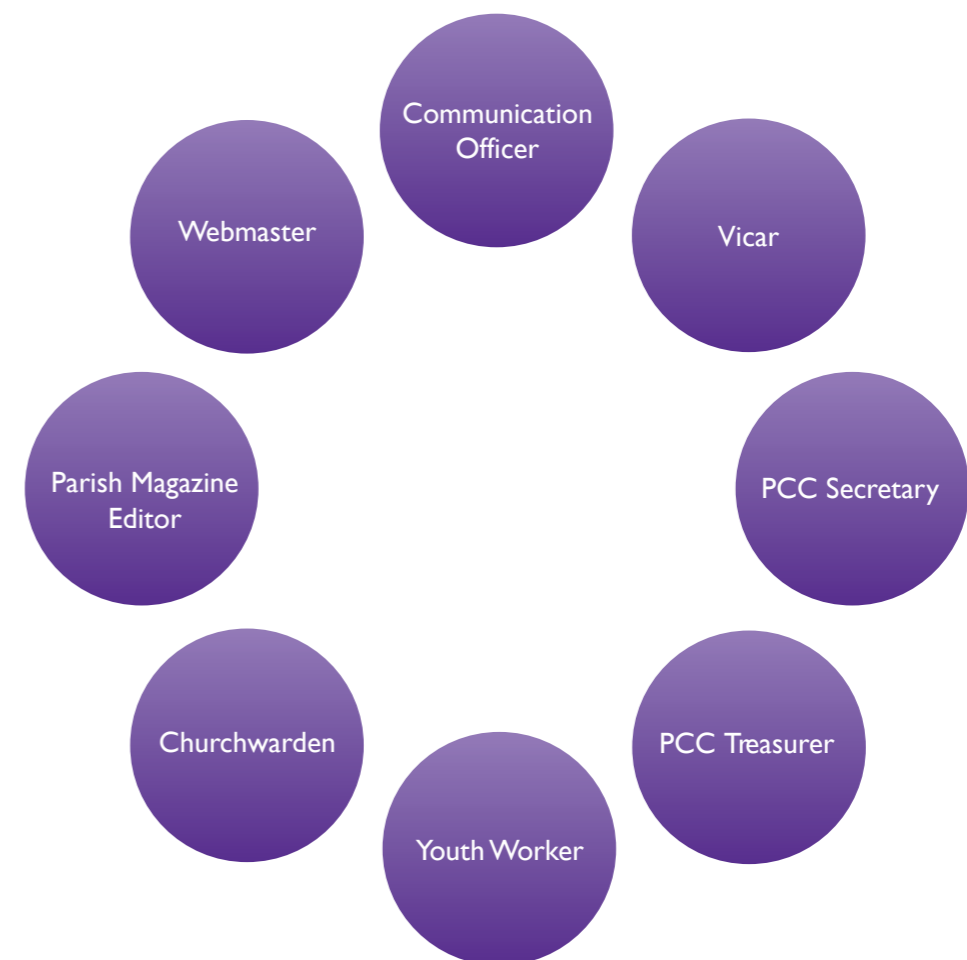 Communication
Officer
Webmaster
Vicar
Parish Magazine
Editor
PCC Secretary
Churchwarden
PCC Treasurer
Youth Worker